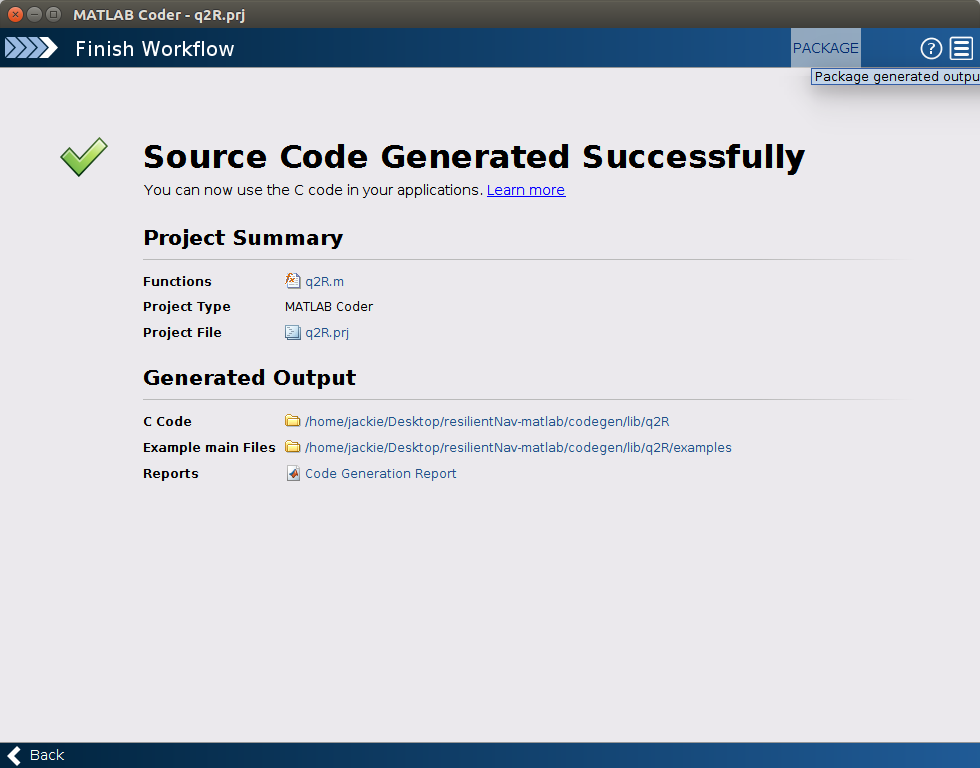 MATLAB Coder - q2R.prj
Finish Workflow
PACKAGE
?
Package generated outpu
Source Code Generated Successfully
You can now use the C code in your applications. Learn more
Project Summary
Functions q2R.m
Project Type MATLAB Coder
Project File q2R.prj
Generated Output
C Code /home/jackie/Desktop/resilientNav-matlab/codegen/lib/q2R
Example main Files /home/jackie/Desktop/resilientNav-matlab/codegen/lib/q2R/examples
Reports Code Generation Report
Back